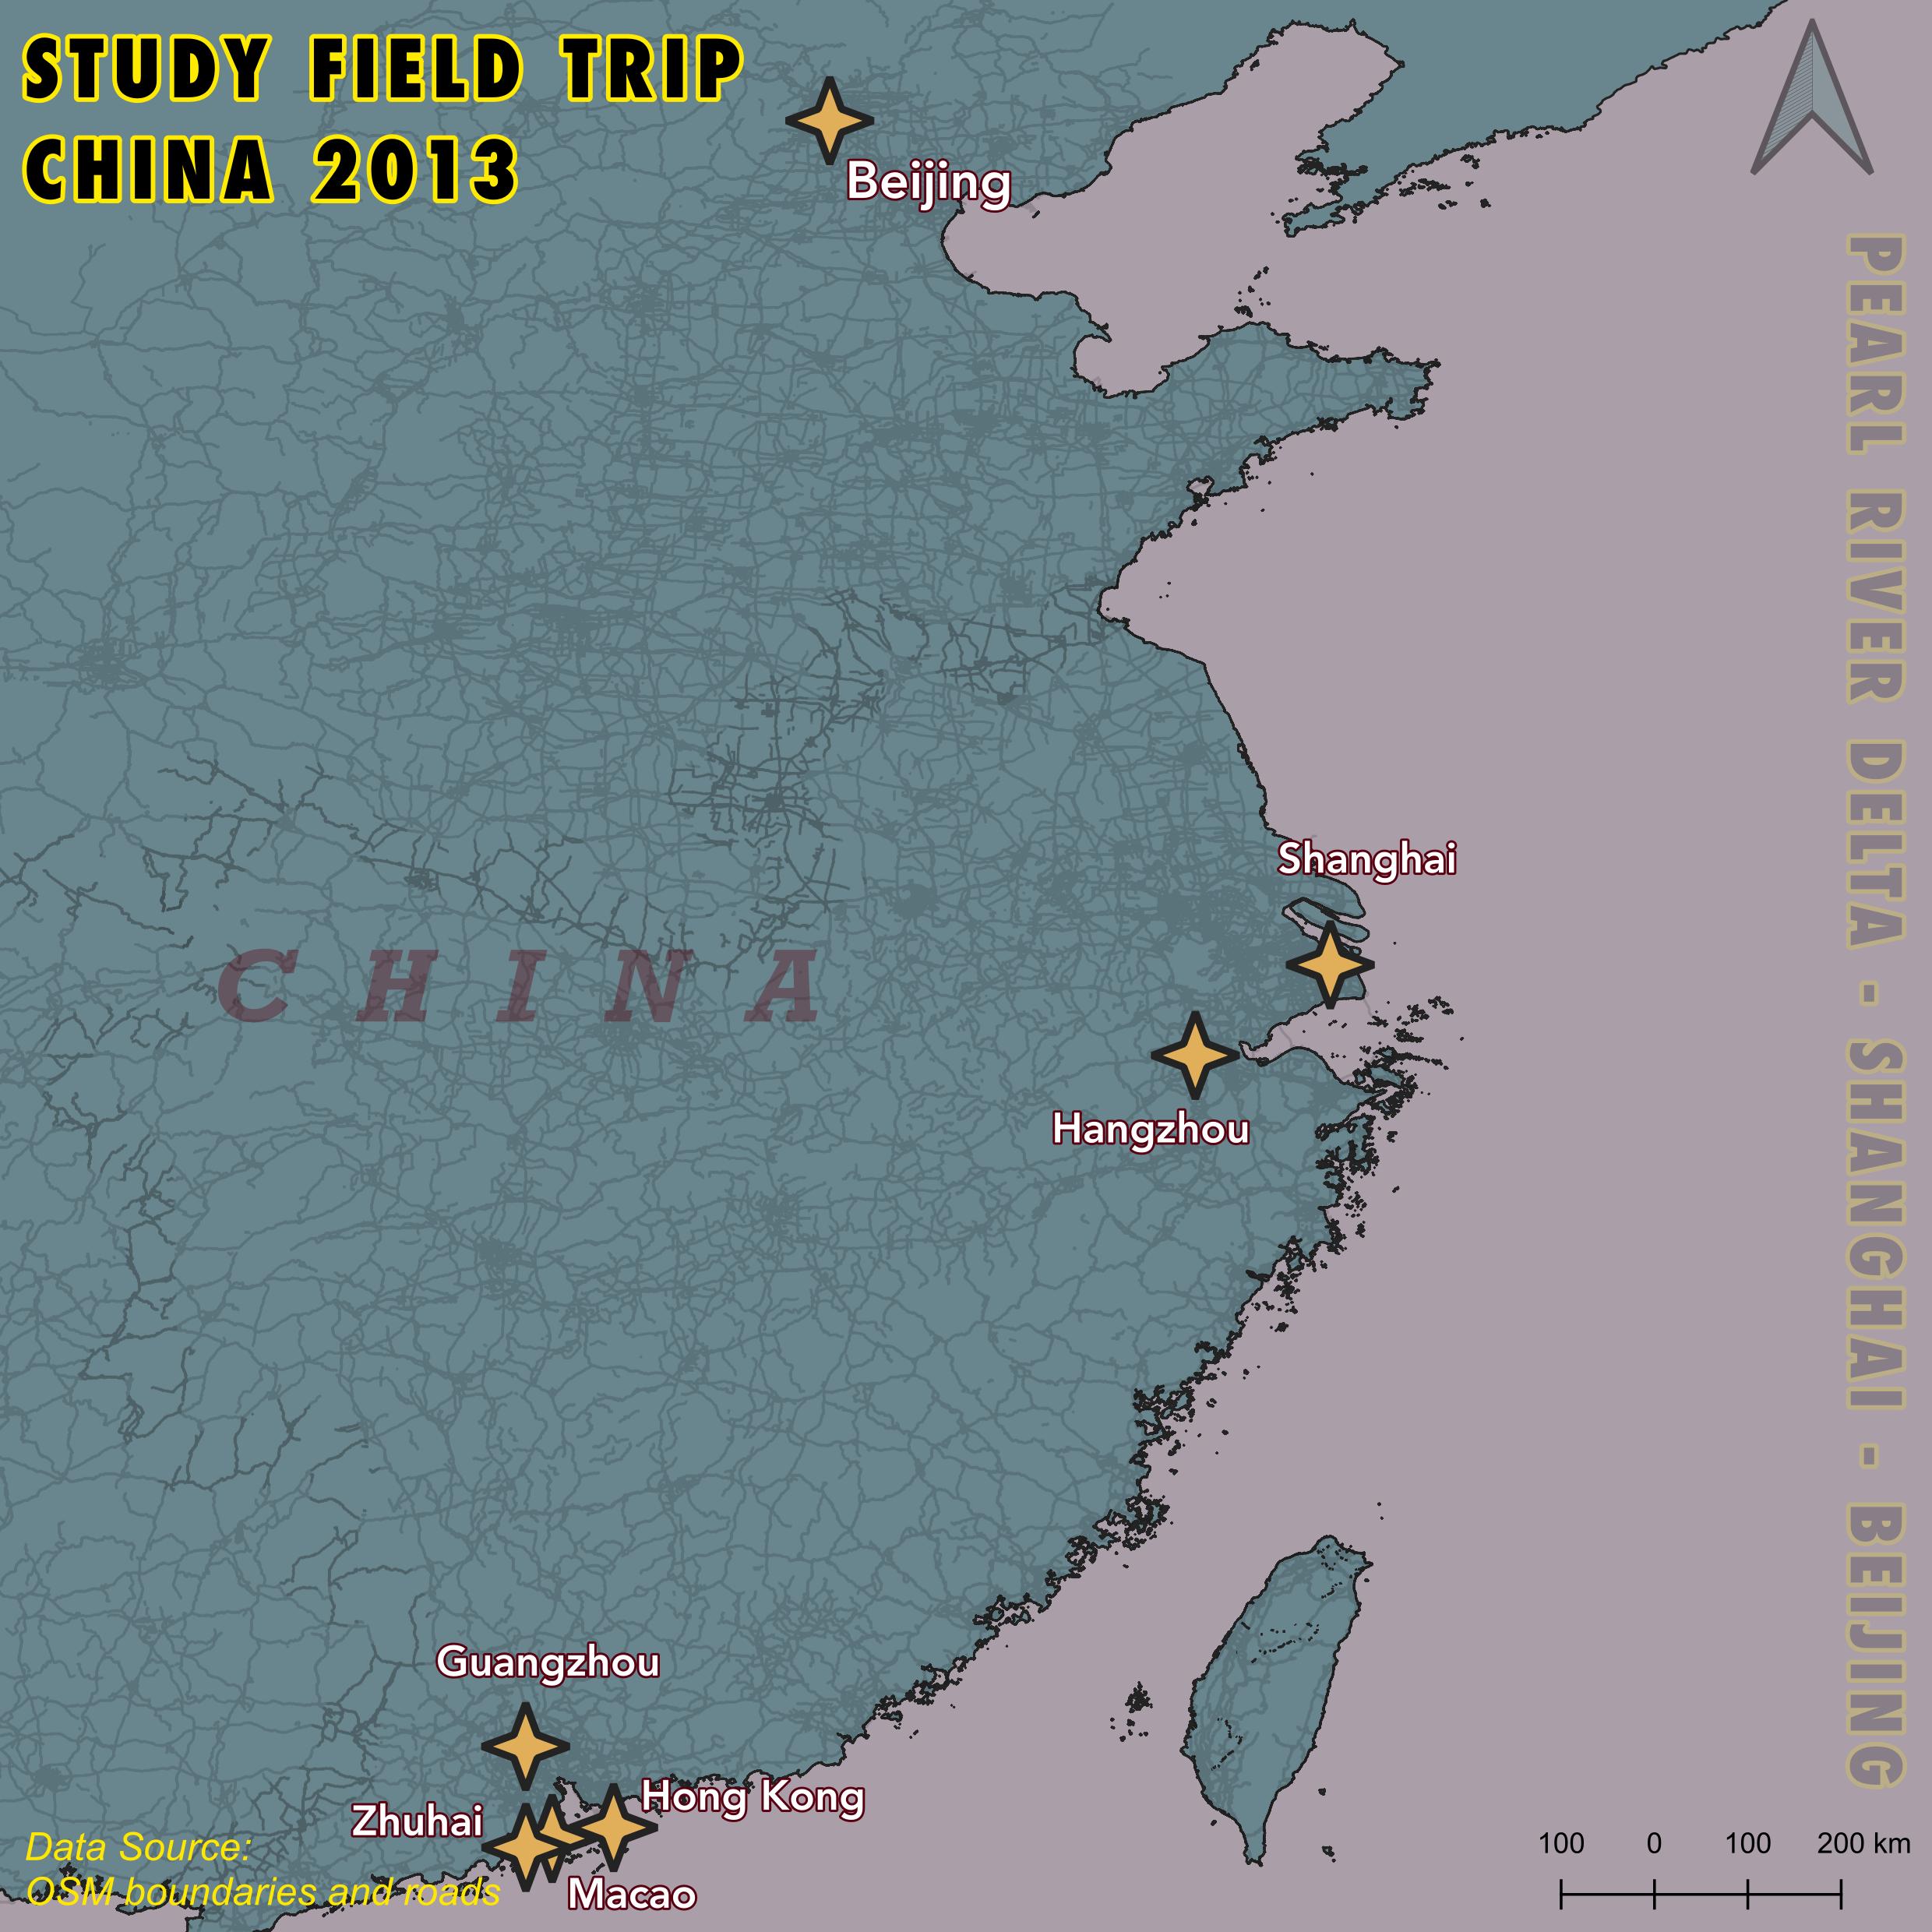 STUDY FIELD TRIP
CHINA 2013
Beijing
PEARL RIVER DELTA - SHANGHAI - BEIJING
Shanghai
CHINA
Hangzhou
Guangzhou
Hong Kong
Zhuhai
Macao
Data Source:
OSM boundaries and roads
100 0 100 200 km